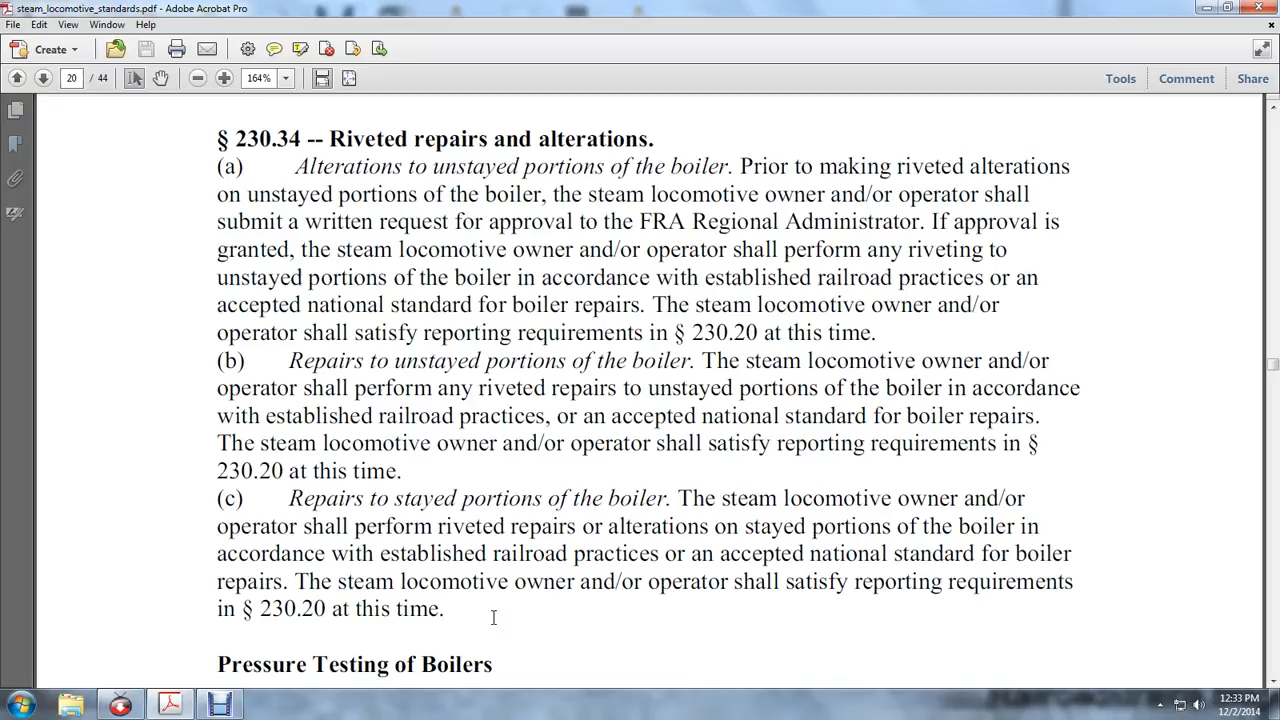 steam_locomotive_standards.pdf - Adobe Acrobat Pro
File Edit View Window Help
Create
20 / 44 164% Tools Comment Share
§ 230.34 -- Riveted repairs and alterations.
(a) Alterations to unstayed portions of the boiler. Prior to making riveted alterations
on unstayed portions of the boiler, the steam locomotive owner and/or operator shall
submit a written request for approval to the FRA Regional Administrator. If approval is
granted, the steam locomotive owner and/or operator shall perform any riveting to
unstayed portions of the boiler in accordance with established railroad practices or an
accepted national standard for boiler repairs. The steam locomotive owner and/or
operator shall satisfy reporting requirements in § 230.20 at this time.
(b) Repairs to unstayed portions of the boiler. The steam locomotive owner and/or
operator shall perform any riveted repairs to unstayed portions of the boiler in accordance
with established railroad practices, or an accepted national standard for boiler repairs.
The steam locomotive owner and/or operator shall satisfy reporting requirements in §
230.20 at this time.
(c) Repairs to stayed portions of the boiler. The steam locomotive owner and/or
operator shall perform riveted repairs or alterations on stayed portions of the boiler in
accordance with established railroad practices or an accepted national standard for boiler
repairs. The steam locomotive owner and/or operator shall satisfy reporting requirements
in § 230.20 at this time.
Pressure Testing of Boilers
12:33 PM
12/2/2014